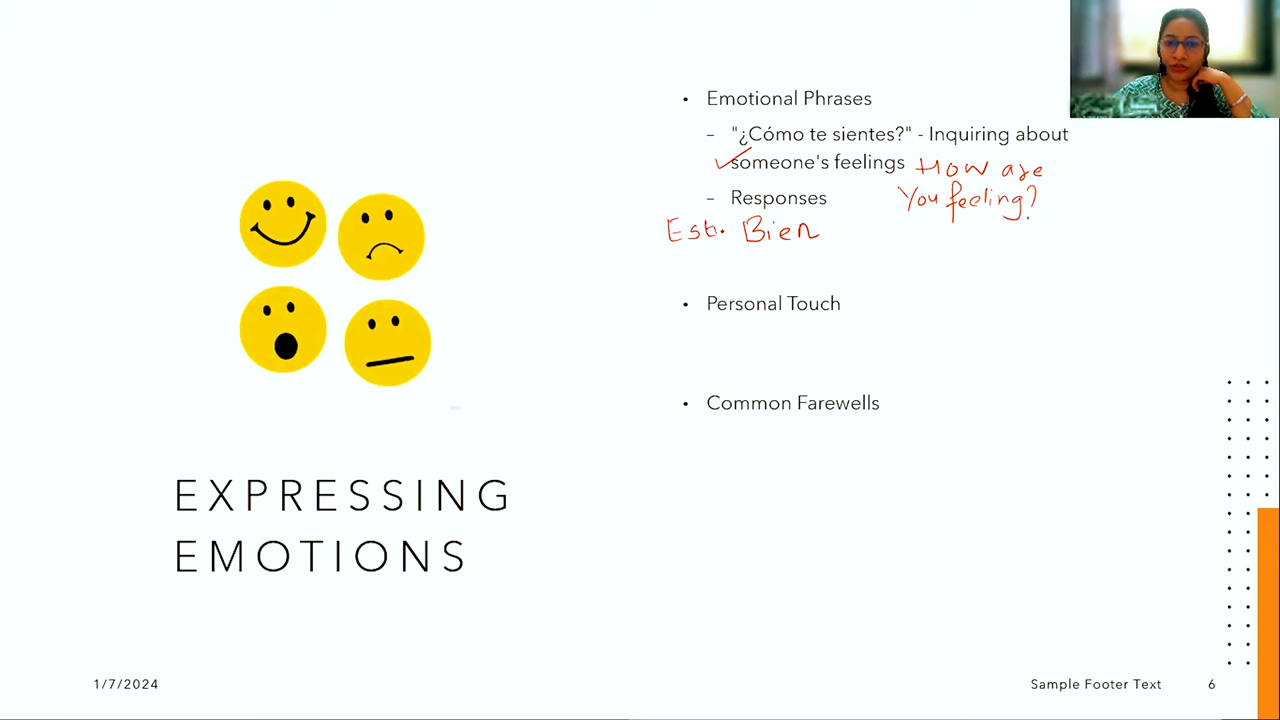 • Emotional Phrases
– "¿Cómo te sientes?" - Inquiring about
someone's feelings
How are
You feeling?
– Responses
Bien
• Personal Touch
• Common Farewells
EXPRESSING
EMOTIONS
1/7/2024
Sample Footer Text
6